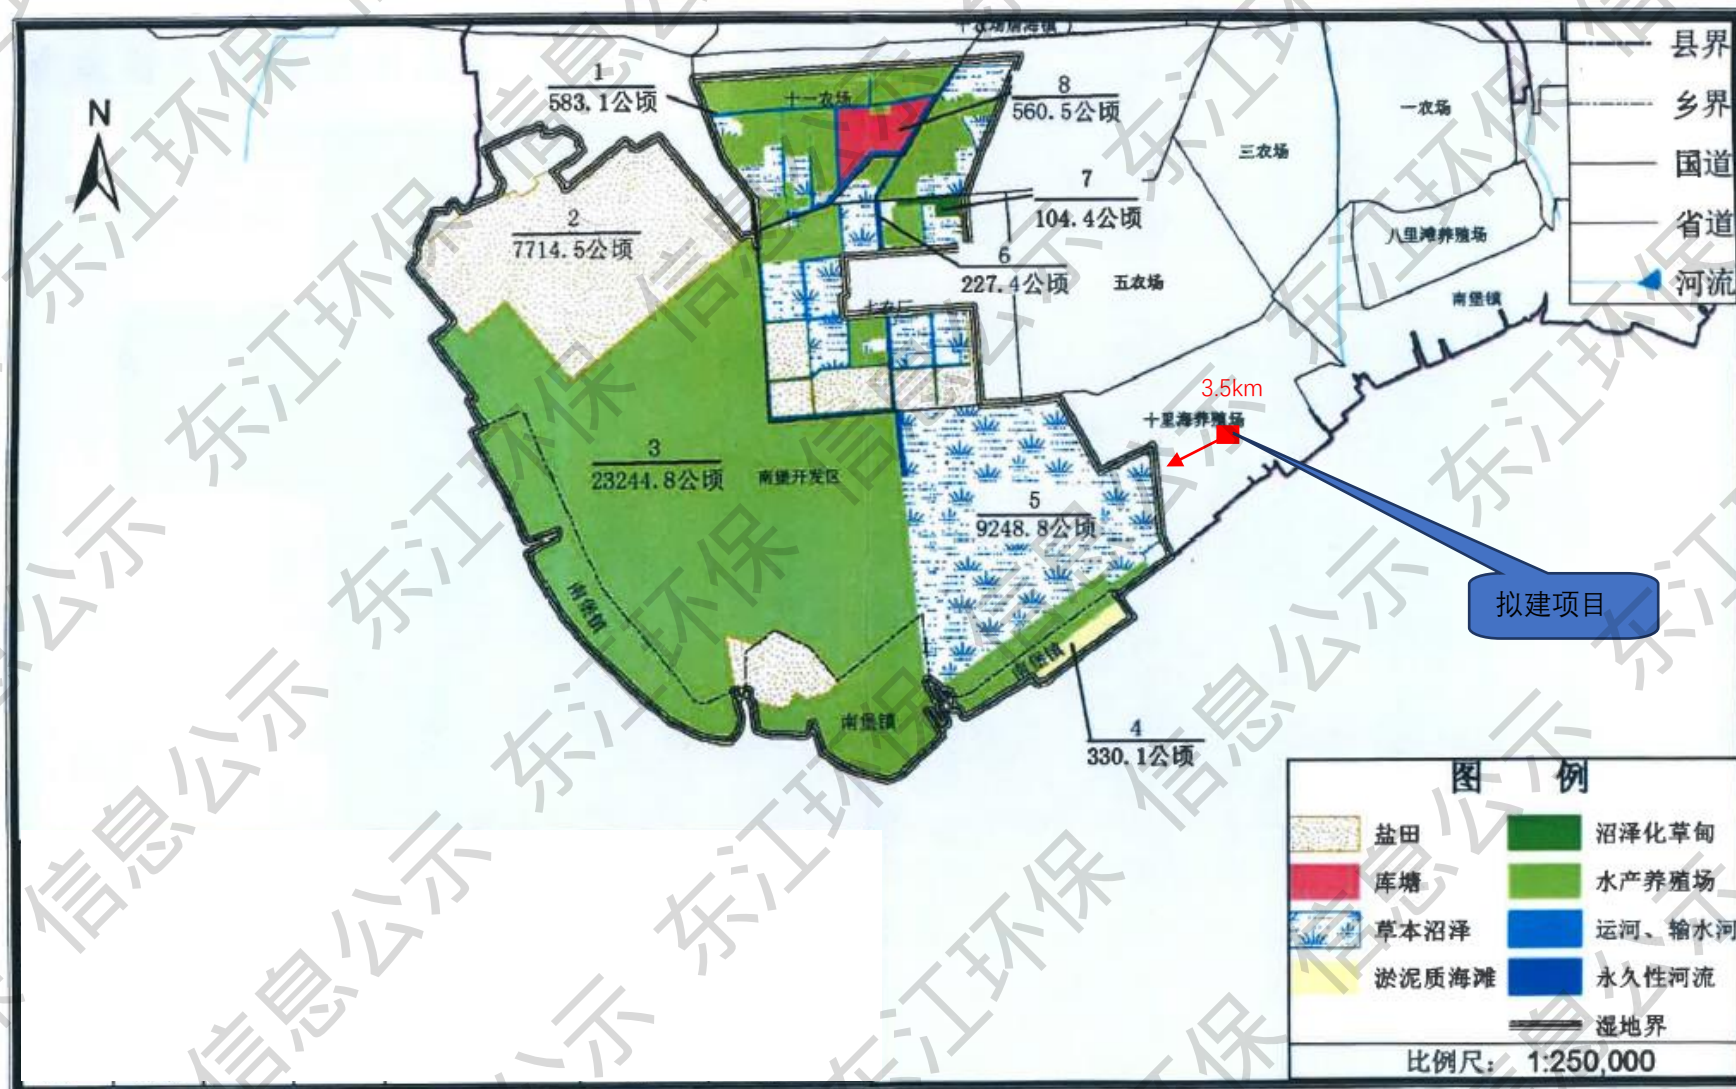 县界
乡界
国道
省道
河流
N
1
583.1公顷
十一农场
8
560.5公顷
一农场
三农场
2
7714.5公顷
7
104.4公顷
6
227.4公顷
五农场
八里滩养殖场
南堡镇
3.5km
十里海养殖场
3
23244.8公顷
南堡开发区
5
9248.8公顷
拟建项目
南堡镇
南堡镇
南堡镇
4
330.1公顷
图 例
盐田
沼泽化草甸
库塘
水产养殖场
草本沼泽
运河、输水河
淤泥质海滩
永久性河流
湿地界
比例尺： 1:250,000
东江环保 信息公示